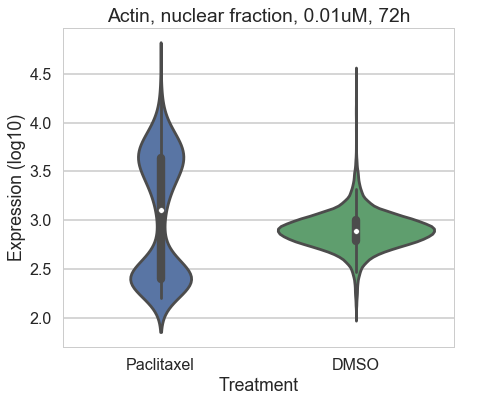 Actin, nuclear fraction, 0.01uM, 72h
Expression (log10)
4.5
4.0
3.5
3.0
2.5
2.0
Paclitaxel
DMSO
Treatment